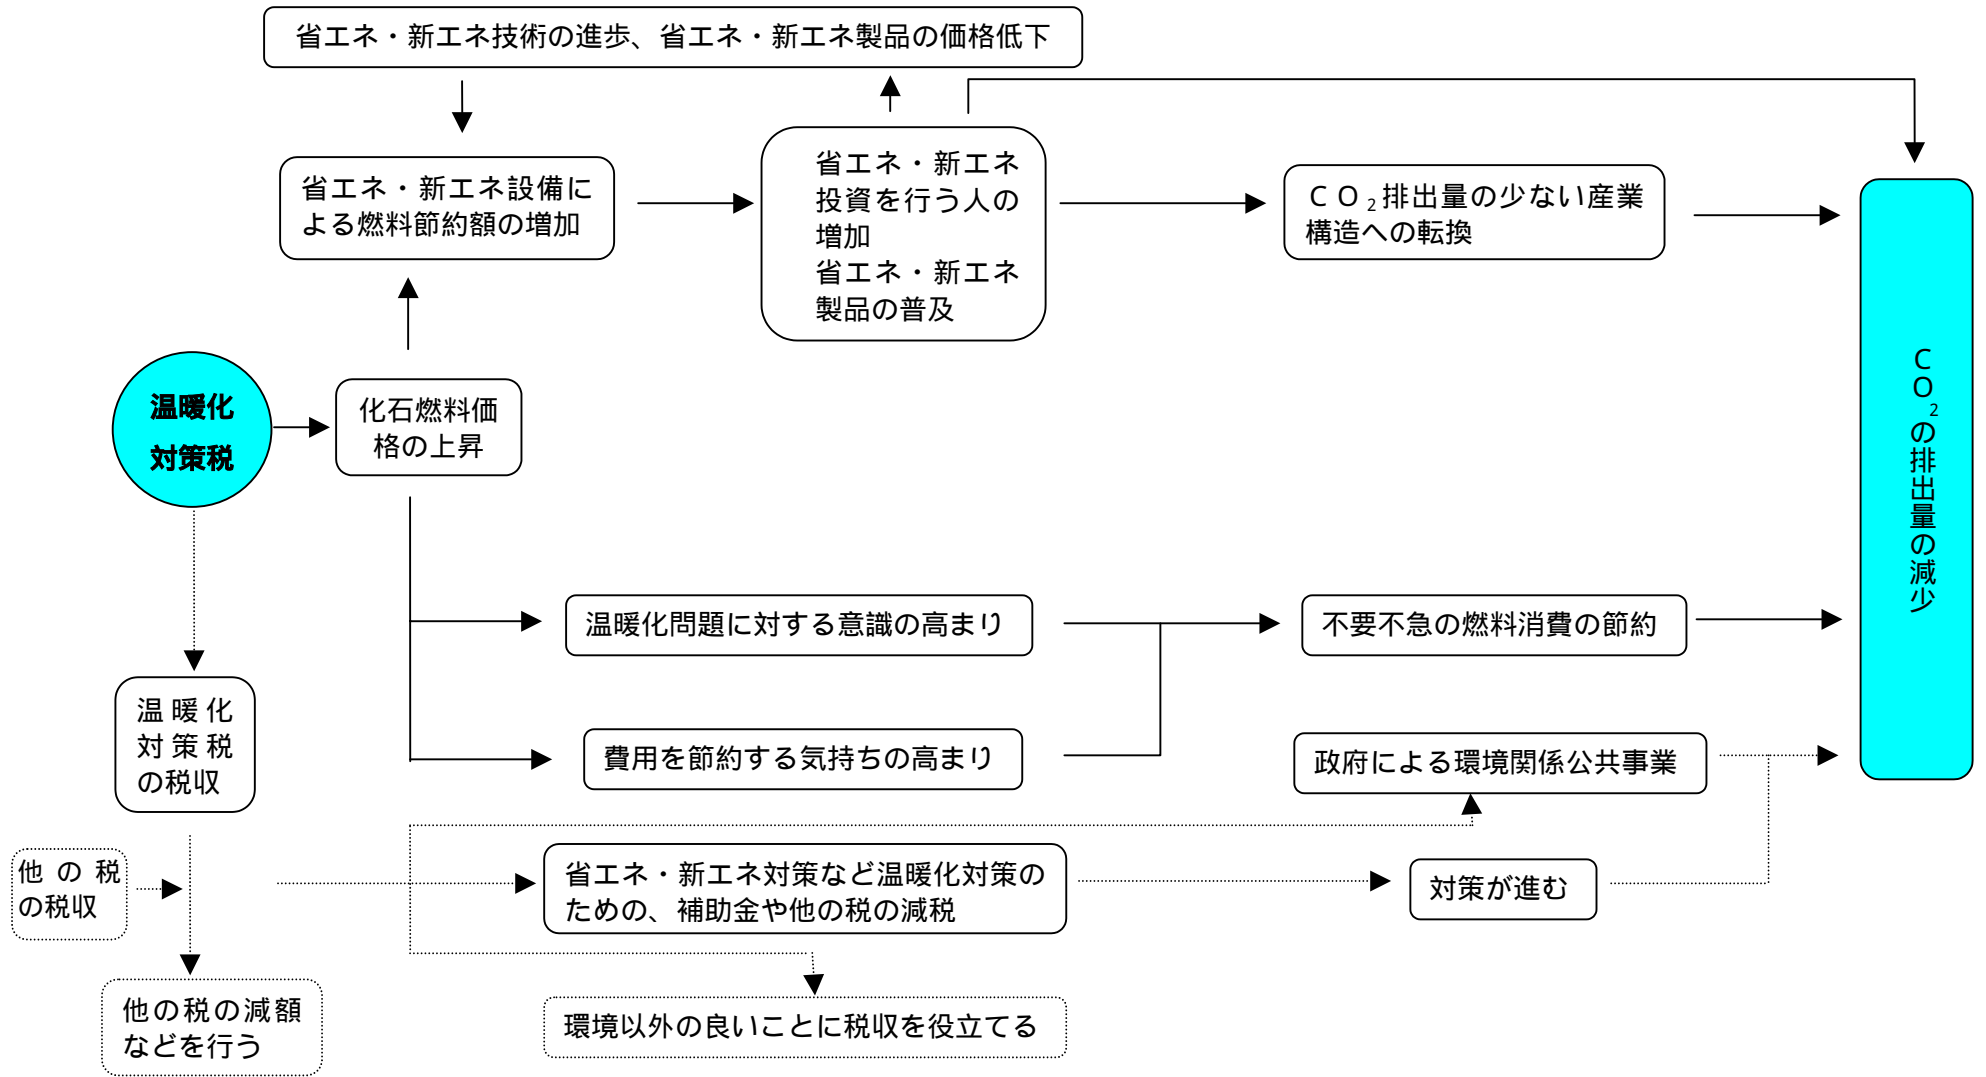 省エネ・新エネ技術の進歩、省エネ・新エネ製品の価格低下
省エネ・新エネ設備に
よる燃料節約額の増加
省エネ・新エネ
投資を行う人の
増加
省エネ・新エネ
製品の普及
ＣＯ₂排出量の少ない産業
構造への転換
温暖化
対策税
化石燃料価
格の上昇
ＣＯ₂の排出量の減少
温暖化問題に対する意識の高まり
不要不急の燃料消費の節約
温暖化
対策税
の税収
費用を節約する気持ちの高まり
政府による環境関係公共事業
他の税
の税収
省エネ・新エネ対策など温暖化対策の
ための、補助金や他の税の減税
対策が進む
他の税の減額
などを行う
環境以外の良いことに税収を役立てる